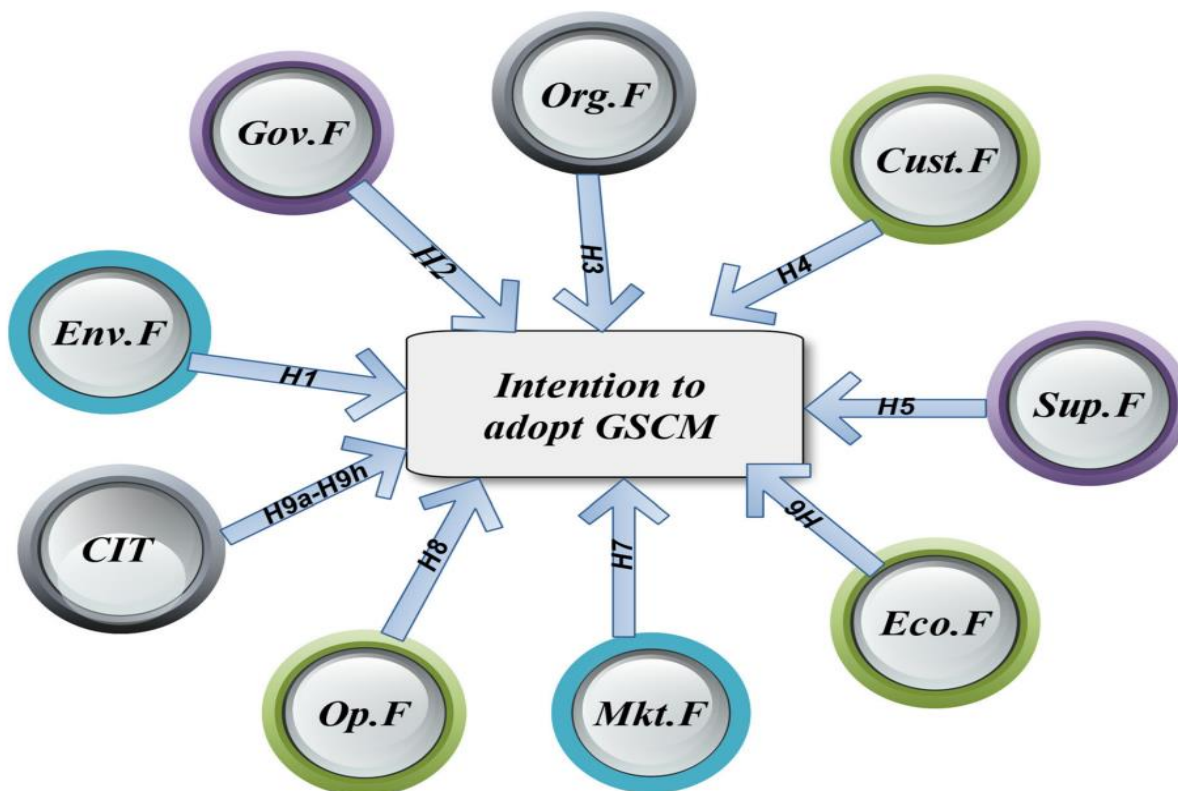 Org.F
Gov.F
Cust.F
H2
H3
H4
Env.F
H1
Intention to
adopt GSCM
H5
Sup.F
CIT
H9a-H9h
H8
H7
H6
Eco.F
Op.F
Mkt.F